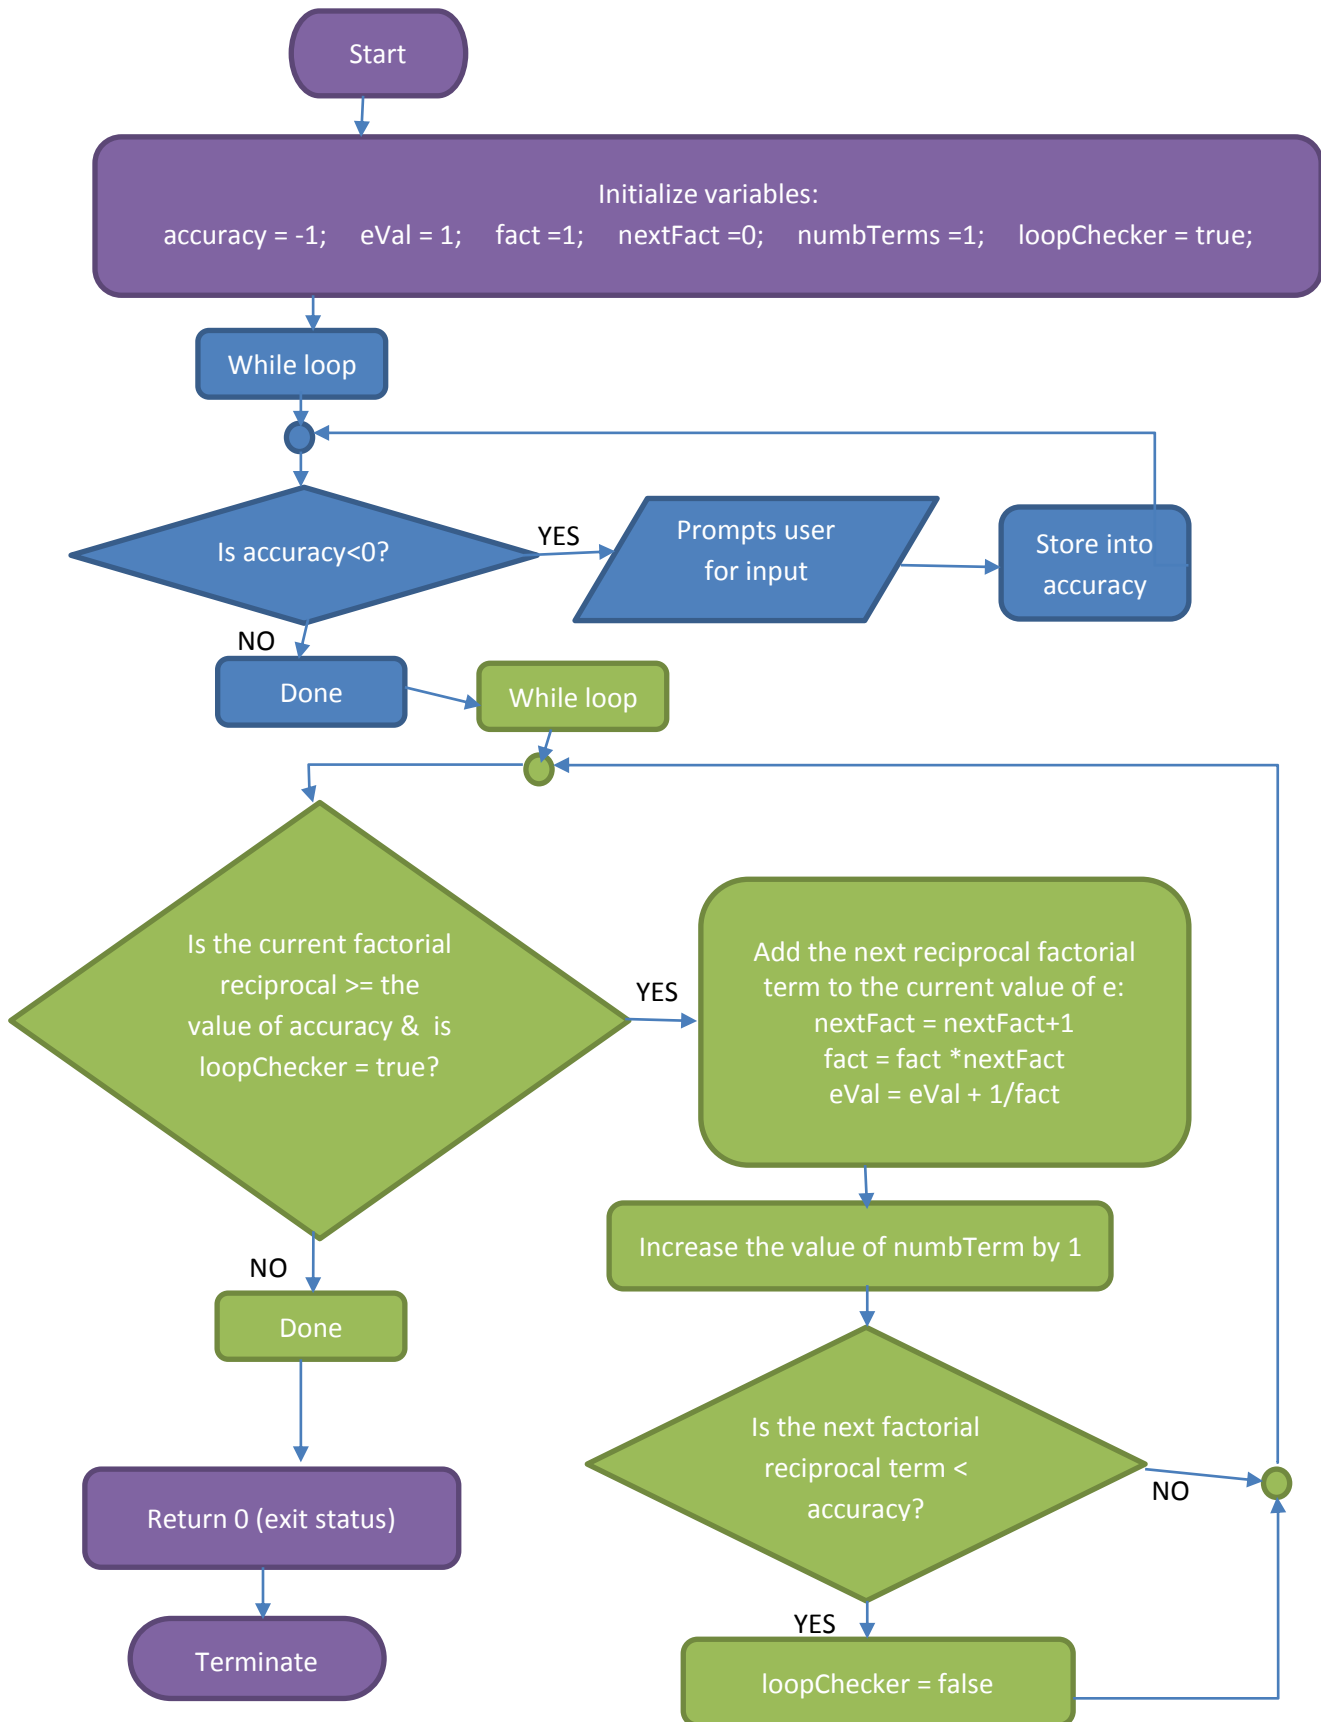 Start
Initialize variables:
accuracy = -1; eVal = 1; fact =1; nextFact =0; numbTerms =1; loopChecker = true;
While loop
Is accuracy<0?
YES
Prompts user
for input
Store into
accuracy
NO
Done
While loop
Is the current factorial
reciprocal >= the
value of accuracy & is
loopChecker = true?
YES
Add the next reciprocal factorial
term to the current value of e:
nextFact = nextFact+1
fact = fact *nextFact
eVal = eVal + 1/fact
Increase the value of numbTerm by 1
NO
Done
Is the next factorial
reciprocal term <
accuracy?
NO
Return 0 (exit status)
YES
Terminate
loopChecker = false